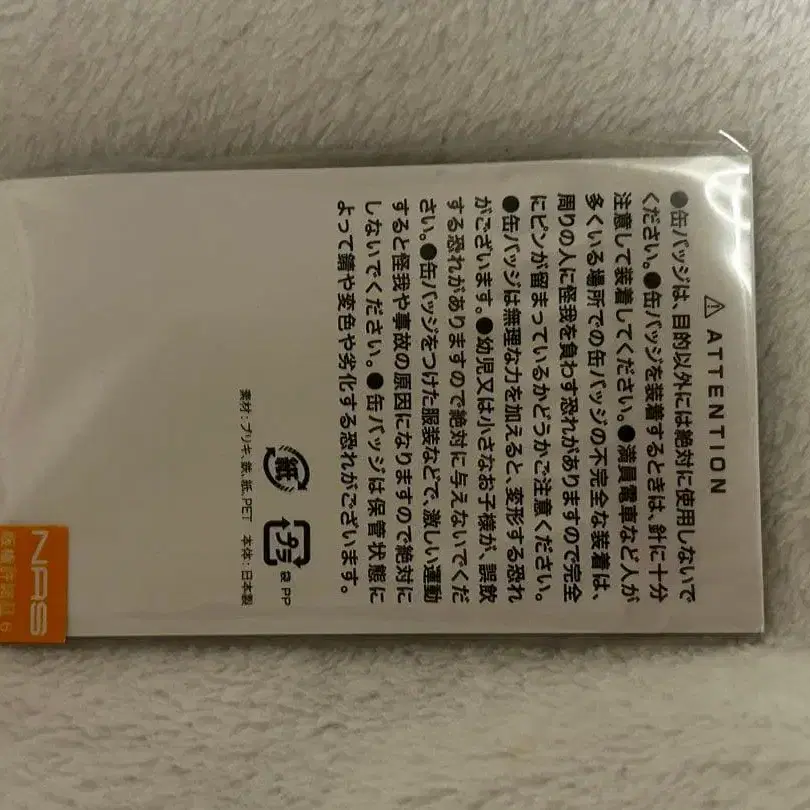 ⚠ ATTENTION
●缶バッジは、目的以外には絶対に使用しないで
ください。●缶バッジを装着するときは、針に十分
注意して装着してください。●満員電車など人が
多くいる場所での缶バッジの不完全な装着は、
周りの人に怪我を負わす恐れがありますので完全
にピンが留まっているかどうかご注意ください。
●缶バッジは無理な力を加えると、変形する恐れ
がございます。●幼児又は小さなお子様が、誤飲
する恐れがありますので絶対に与えないでくだ
さい。●缶バッジをつけた服装などで、激しい運動
すると怪我や事故の原因になりますので絶対に
しないでください。●缶バッジは保管状態に
よって錆や変色や劣化する恐れがございます。
紙
プラ
袋 PP
素材：ブリキ、鉄、紙、PET 本体：日本製
NAS
版権許諾品 6